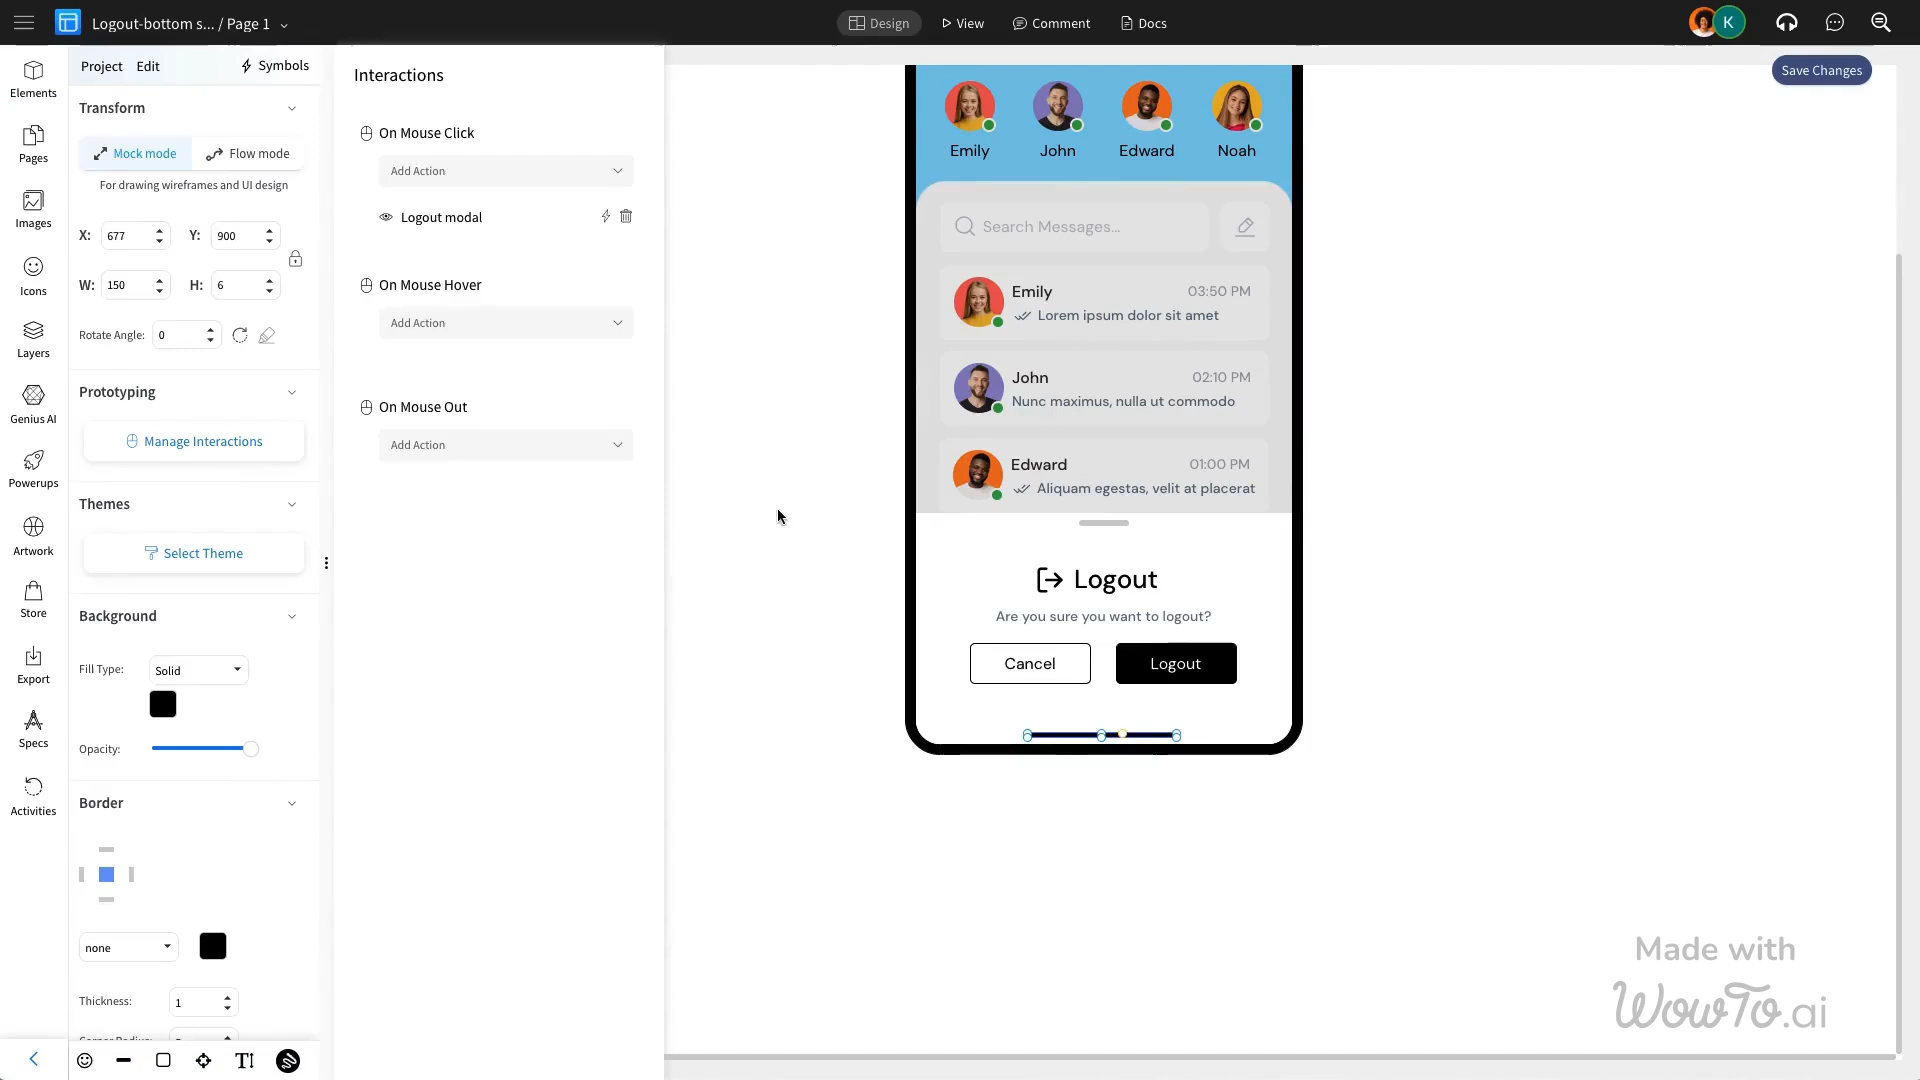 Logout-bottom s... / Page 1
Design
View
Comment
Docs
K
Elements
Pages
Images
Icons
Layers
Genius AI
Powerups
Artwork
Store
Export
Specs
Activities
Project
Edit
Symbols
Transform
Mock mode
Flow mode
For drawing wireframes and UI design
X: 677
Y: 900
W: 150
H: 6
Rotate Angle: 0
Prototyping
Manage Interactions
Themes
Select Theme
Background
Fill Type: Solid
Opacity:
Border
none
Thickness: 1
Interactions
On Mouse Click
Add Action
Logout modal
On Mouse Hover
Add Action
On Mouse Out
Add Action
Save Changes
Emily
John
Edward
Noah
Search Messages...
Emily
03:50 PM
Lorem ipsum dolor sit amet
John
02:10 PM
Nunc maximus, nulla ut commodo
Edward
01:00 PM
Aliquam egestas, velit at placerat
Logout
Are you sure you want to logout?
Cancel
Logout
Made with
WowTo.ai